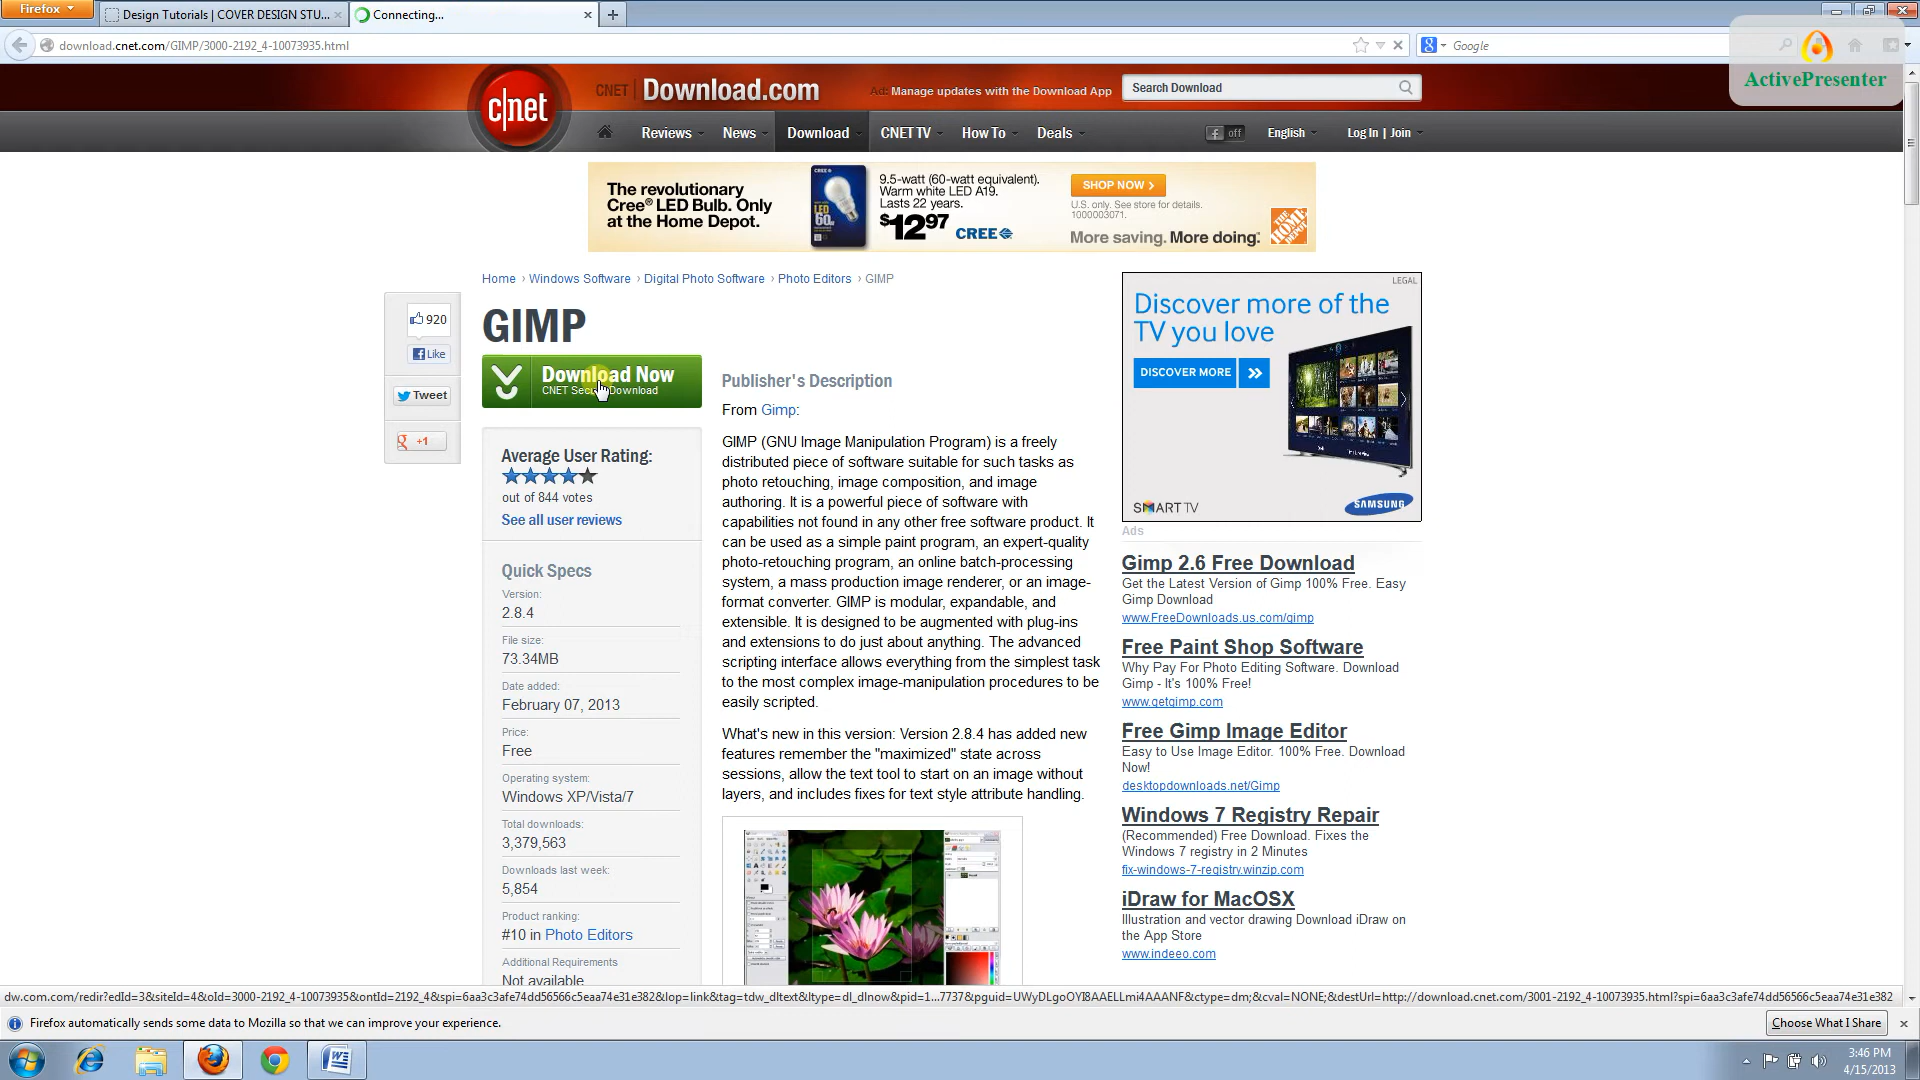 Firefox
Design Tutorials | COVER DESIGN STU...
Connecting...
download.cnet.com/GIMP/3000-2192_4-10073935.html
Google
ActivePresenter
c|net
CNET | Download.com
Ad: Manage updates with the Download App
Search Download
Reviews News Download CNET TV How To Deals
off
English
Log In | Join
The revolutionary
Cree® LED Bulb. Only
at the Home Depot.
9.5-watt (60-watt equivalent).
Warm white LED A19.
Lasts 22 years.
$12.97 CREE
SHOP NOW >
U.S. only. See store for details.
1000003071.
More saving. More doing.
Home › Windows Software › Digital Photo Software › Photo Editors › GIMP
GIMP
920
Like
Tweet
+1
Download Now
CNET Secure Download
Average User Rating:
out of 844 votes
See all user reviews
Quick Specs
Version:
2.8.4
File size:
73.34MB
Date added:
February 07, 2013
Price:
Free
Operating system:
Windows XP/Vista/7
Total downloads:
3,379,563
Downloads last week:
5,854
Product ranking:
#10 in Photo Editors
Additional Requirements
Not available
Publisher's Description
From Gimp:
GIMP (GNU Image Manipulation Program) is a freely
distributed piece of software suitable for such tasks as
photo retouching, image composition, and image
authoring. It is a powerful piece of software with
capabilities not found in any other free software product. It
can be used as a simple paint program, an expert-quality
photo-retouching program, an online batch-processing
system, a mass production image renderer, or an image-
format converter. GIMP is modular, expandable, and
extensible. It is designed to be augmented with plug-ins
and extensions to do just about anything. The advanced
scripting interface allows everything from the simplest task
to the most complex image-manipulation procedures to be
easily scripted.
What's new in this version: Version 2.8.4 has added new
features remember the "maximized" state across
sessions, allow the text tool to start on an image without
layers, and includes fixes for text style attribute handling.
LEGAL
Discover more of the
TV you love
DISCOVER MORE
SMART TV
SAMSUNG
Ads
Gimp 2.6 Free Download
Get the Latest Version of Gimp 100% Free. Easy
Gimp Download
www.FreeDownloads.us.com/gimp
Free Paint Shop Software
Why Pay For Photo Editing Software. Download
Gimp - It's 100% Free!
www.getgimp.com
Free Gimp Image Editor
Easy to Use Image Editor. 100% Free. Download
Now!
desktopdownloads.net/Gimp
Windows 7 Registry Repair
(Recommended) Free Download. Fixes the
Windows 7 registry in 2 Minutes
fix-windows-7-registry.winzip.com
iDraw for MacOSX
Illustration and vector drawing Download iDraw on
the App Store
www.indeeo.com
dw.com.com/redir?edId=3&siteId=4&oId=3000-2192_4-10073935&ontId=2192_4&spi=6aa3c3afe74dd56566c5eaa74e31e382&lop=link&tag=tdw_dltext&ltype=dl_dlnow&pid=1...7737&pguid=UWyDLgoOYI8AAELLmi4AAANF&ctype=dm;&cval=NONE;&destUrl=http://download.cnet.com/3001-2192_4-10073935.html?spi=6aa3c3afe74dd56566c5eaa74e31e382
Firefox automatically sends some data to Mozilla so that we can improve your experience.
Choose What I Share
3:46 PM
4/15/2013